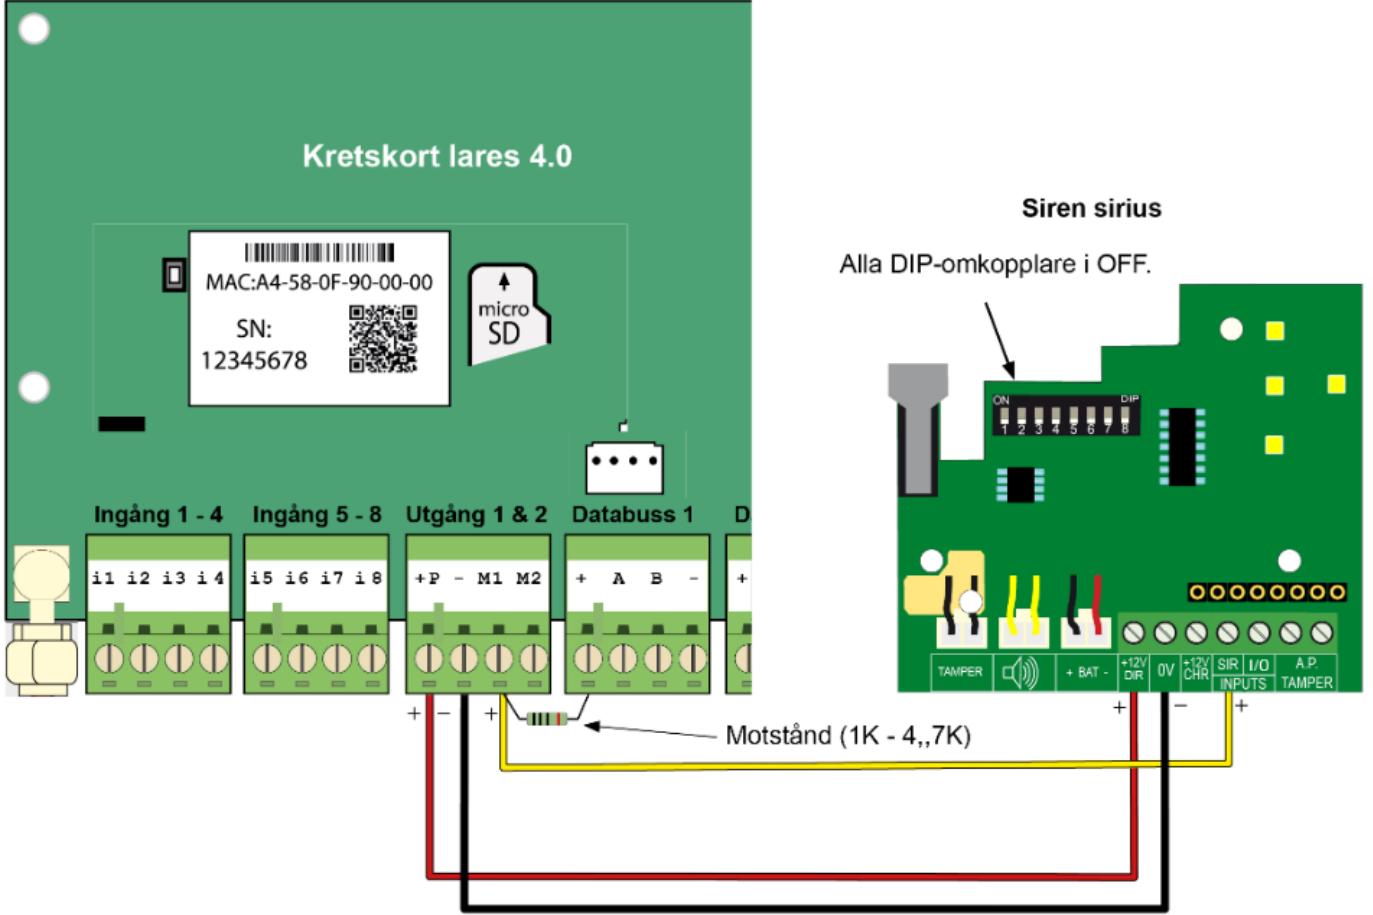 Kretskort lares 4.0
MAC:A4-58-0F-90-00-00
SN:
12345678
micro
SD
Siren sirius
Alla DIP-omkopplare i OFF.
ON DIP
1 2 3 4 5 6 7 8
Ingång 1 - 4 Ingång 5 - 8 Utgång 1 & 2 Databuss 1 D
i1 i2 i3 i4 i5 i6 i7 i8 +P - M1 M2 + A B - +
TAMPER + BAT - +12V DIR 0V +12V CHR SIR I/O INPUTS A.P. TAMPER
+ - + + - +
Motstånd (1K - 4,,7K)